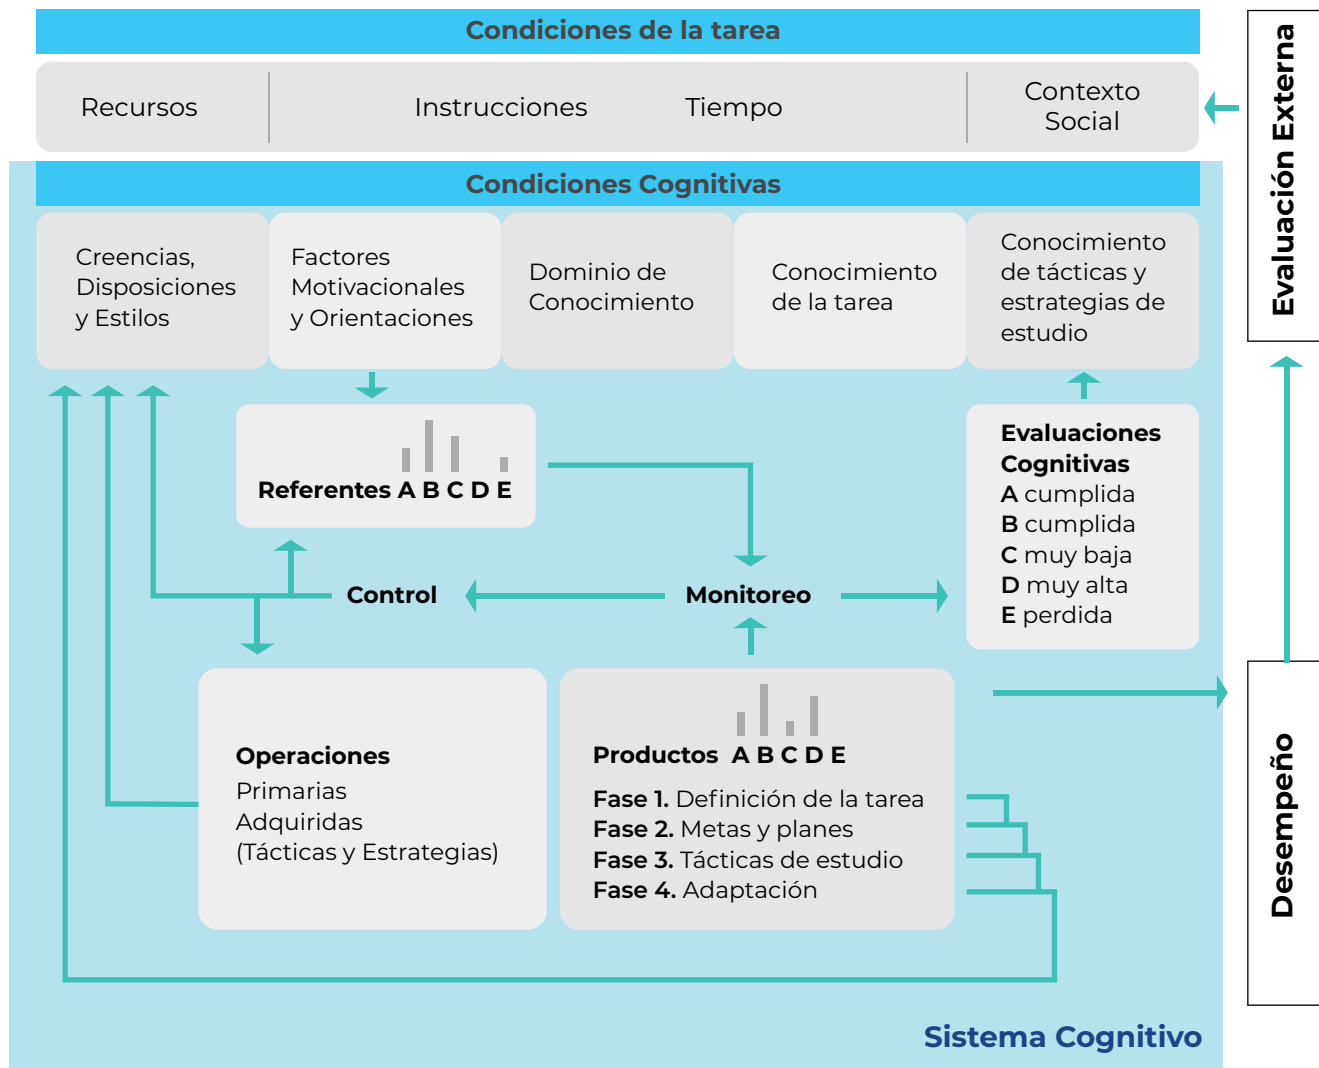 Condiciones de la tarea
Recursos
Instrucciones
Tiempo
Contexto
Social
Evaluación Externa
Condiciones Cognitivas
Creencias,
Disposiciones
y Estilos
Factores
Motivacionales
y Orientaciones
Dominio de
Conocimiento
Conocimiento
de la tarea
Conocimiento
de tácticas y
estrategias de
estudio
Referentes A B C D E
Evaluaciones
Cognitivas
A cumplida
B cumplida
C muy baja
D muy alta
E perdida
Control
Monitoreo
Operaciones
Primarias
Adquiridas
(Tácticas y Estrategias)
Productos A B C D E
Fase 1. Definición de la tarea
Fase 2. Metas y planes
Fase 3. Tácticas de estudio
Fase 4. Adaptación
Desempeño
Sistema Cognitivo